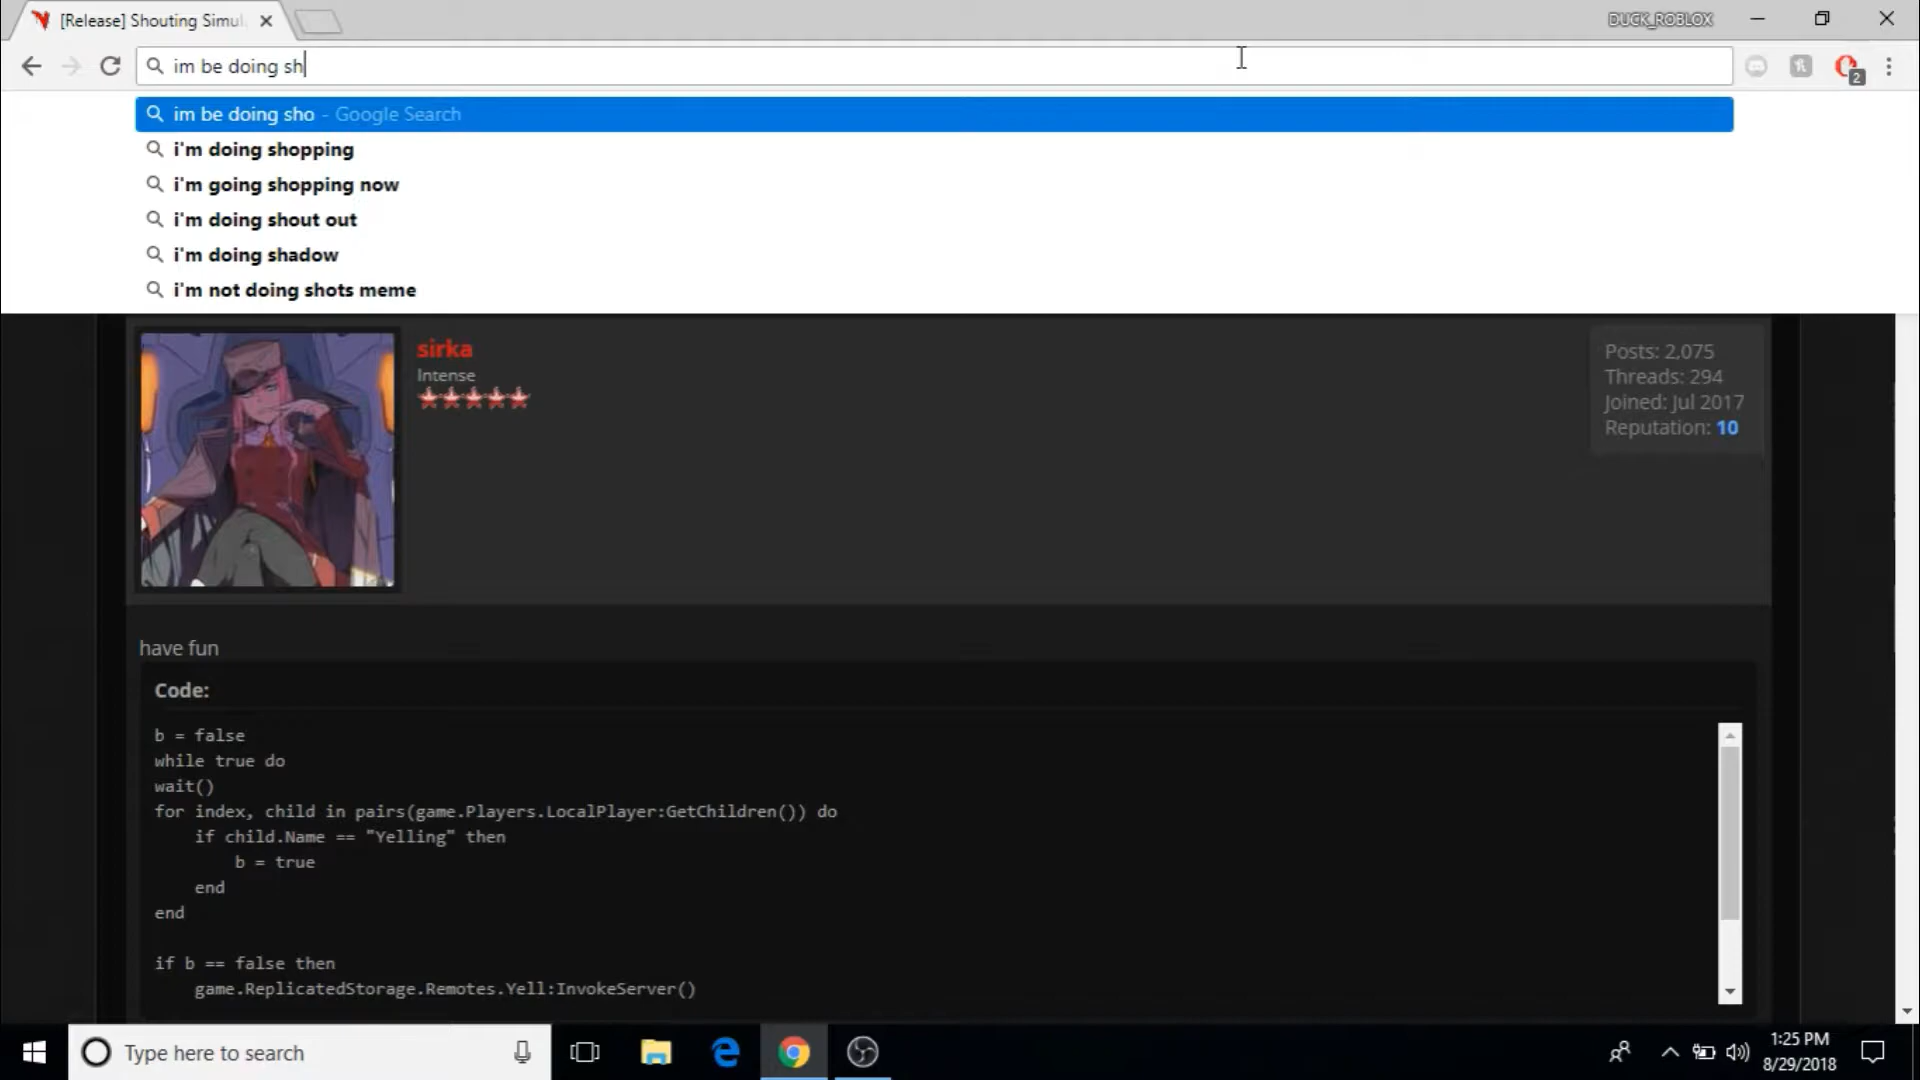 [Release] Shouting Simul
DUCK_ROBLOX
im be doing sh
2
im be doing sho - Google Search
i'm doing shopping
i'm going shopping now
i'm doing shout out
i'm doing shadow
i'm not doing shots meme
sirka
Intense
Posts: 2,075
Threads: 294
Joined: Jul 2017
Reputation: 10
have fun
Code:
b = false
while true do
wait()
for index, child in pairs(game.Players.LocalPlayer:GetChildren()) do
if child.Name == "Yelling" then
b = true
end
end
if b == false then
game.ReplicatedStorage.Remotes.Yell:InvokeServer()
Type here to search
1:25 PM
8/29/2018